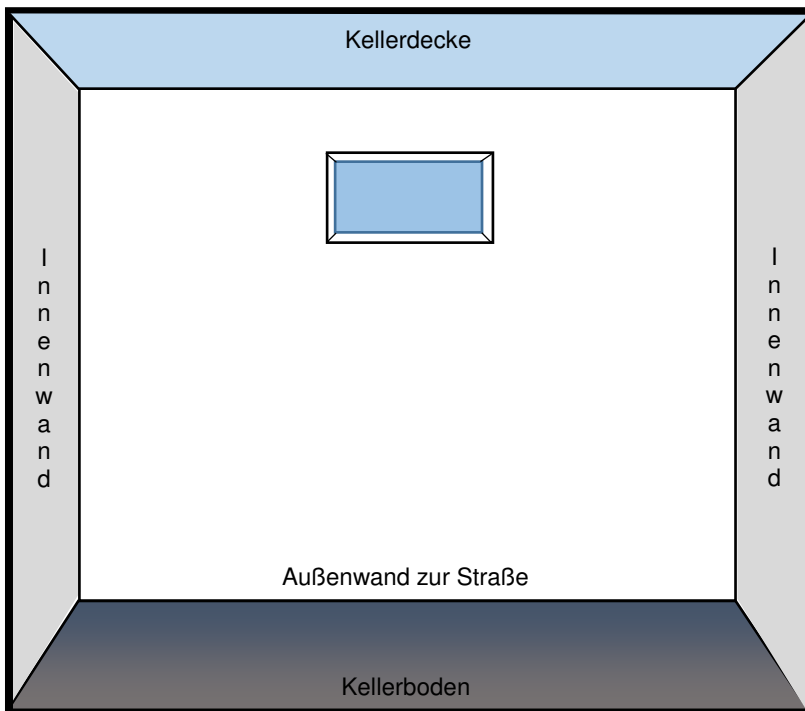 Kellerdecke
Innenwand
Innenwand
Außenwand zur Straße
Kellerboden